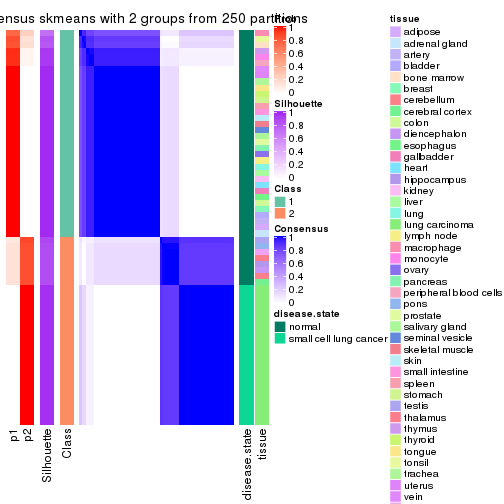 ensus skmeans with 2 groups from 250 partitions
1
0.8
0.6
0.4
0.2
0
Silhouette
1
0.8
0.6
0.4
0.2
0
Class
1
2
Consensus
1
0.8
0.6
0.4
0.2
0
disease.state
normal
small cell lung cancer
tissue
adipose
adrenal gland
artery
bladder
bone marrow
breast
cerebellum
cerebral cortex
colon
diencephalon
esophagus
gallbadder
heart
hippocampus
kidney
liver
lung
lung carcinoma
lymph node
macrophage
monocyte
ovary
pancreas
peripheral blood cells
pons
prostate
salivary gland
seminal vesicle
skeletal muscle
skin
small intestine
spleen
stomach
testis
thalamus
thymus
thyroid
tongue
tonsil
trachea
uterus
vein
p1
p2
Silhouette
Class
disease.state
tissue